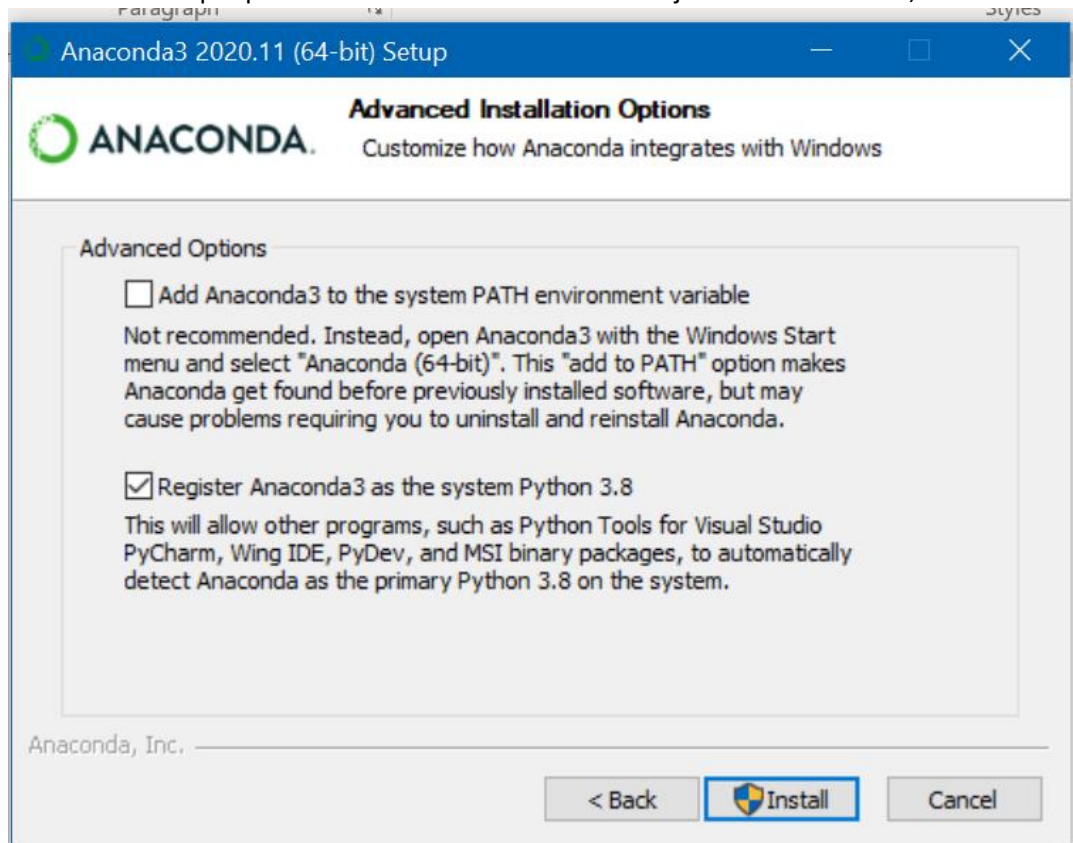 Paragraph
Styles
Anaconda3 2020.11 (64-bit) Setup
ANACONDA.
Advanced Installation Options
Customize how Anaconda integrates with Windows
Advanced Options
Add Anaconda3 to the system PATH environment variable
Not recommended. Instead, open Anaconda3 with the Windows Start
menu and select "Anaconda (64-bit)". This "add to PATH" option makes
Anaconda get found before previously installed software, but may
cause problems requiring you to uninstall and reinstall Anaconda.
Register Anaconda3 as the system Python 3.8
This will allow other programs, such as Python Tools for Visual Studio
PyCharm, Wing IDE, PyDev, and MSI binary packages, to automatically
detect Anaconda as the primary Python 3.8 on the system.
Anaconda, Inc.
< Back
Install
Cancel